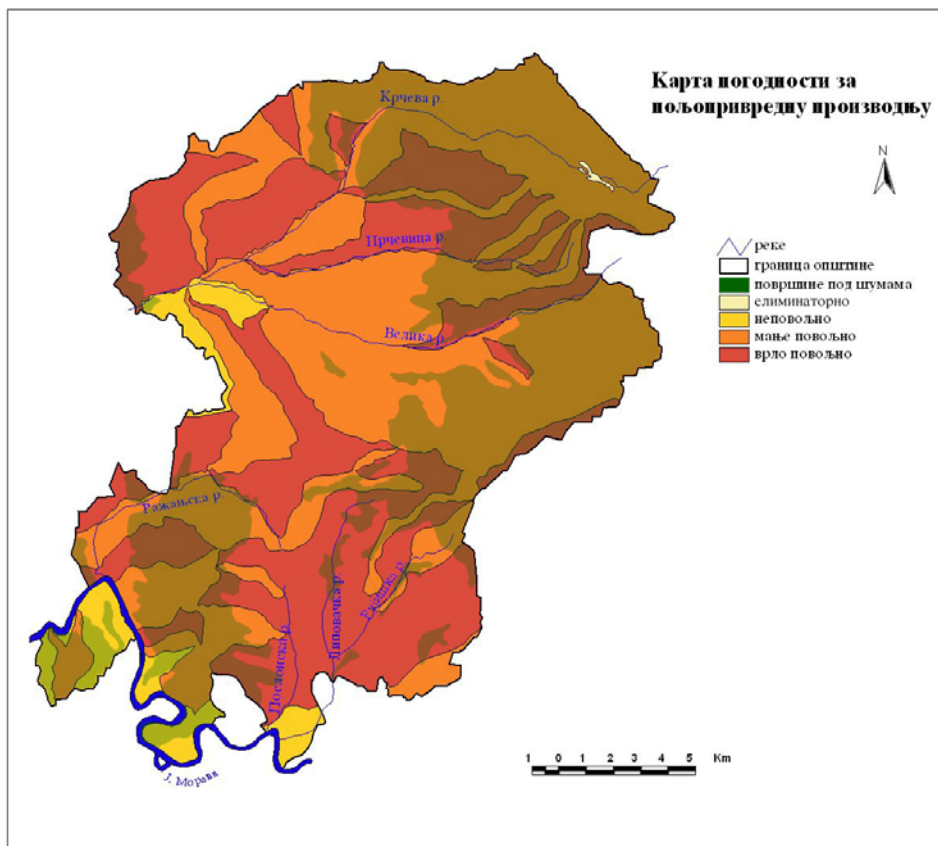 Карта погодности за
пољопривредну производњу
N
Крчева р.
Прчевица р.
Велика р.
Ражањска р.
Послонска р.
Липовачка р.
Ј. Морава
реке
граница општине
површине под шумама
елиминаторно
неповољно
мање повољно
врло повољно
1 0 1 2 3 4 5 Km